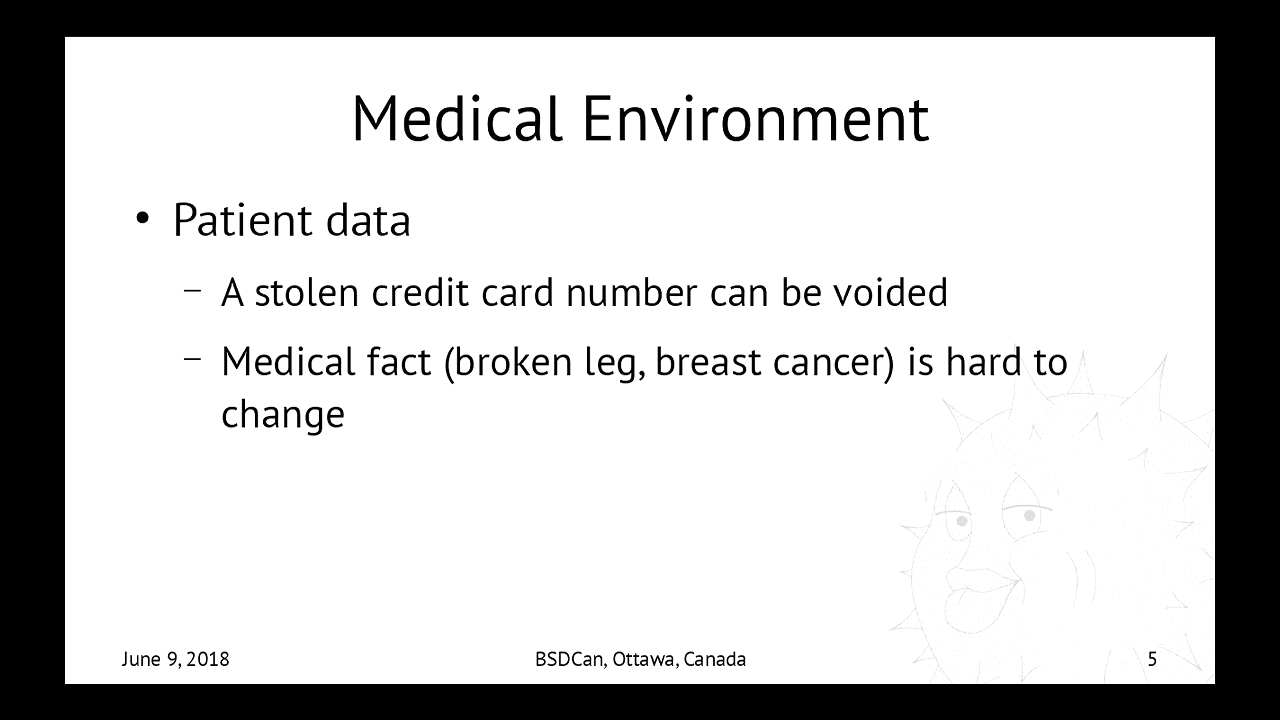 Medical Environment
• Patient data
– A stolen credit card number can be voided
– Medical fact (broken leg, breast cancer) is hard to
change
June 9, 2018 BSDCan, Ottawa, Canada 5